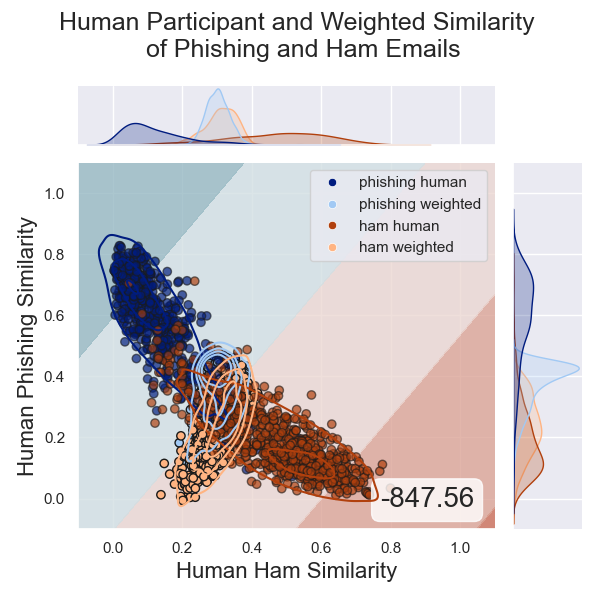 Human Participant and Weighted Similarity
of Phishing and Ham Emails
phishing human
phishing weighted
ham human
ham weighted
1.0
0.8
0.6
0.4
0.2
0.0
Human Phishing Similarity
-847.56
0.0 0.2 0.4 0.6 0.8 1.0
Human Ham Similarity